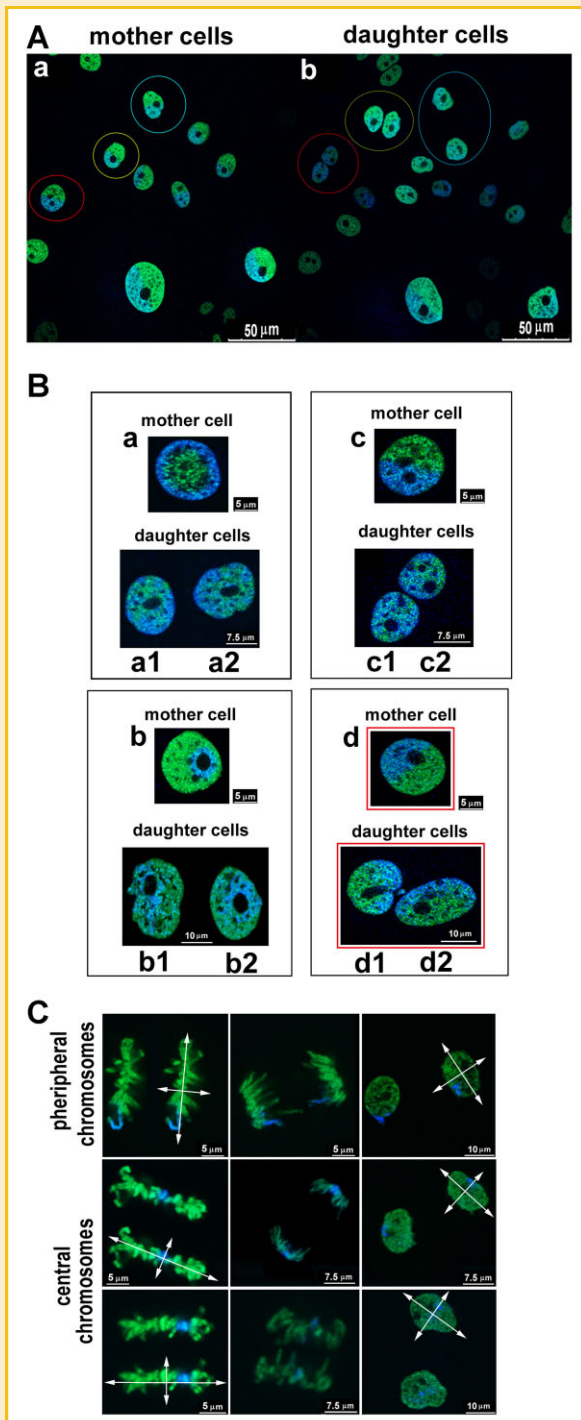 A
mother cells
daughter cells
a
b
50 µm
50 µm
B
mother cell
a
5 µm
daughter cells
7.5 µm
a1 a2
mother cell
c
5 µm
daughter cells
7.5 µm
c1 c2
mother cell
b
5 µm
daughter cells
10 µm
b1 b2
mother cell
d
5 µm
daughter cells
10 µm
d1 d2
C
pheripheral
chromosomes
5 µm
5 µm
10 µm
central
chromosomes
5 µm
7.5 µm
7.5 µm
5 µm
7.5 µm
10 µm